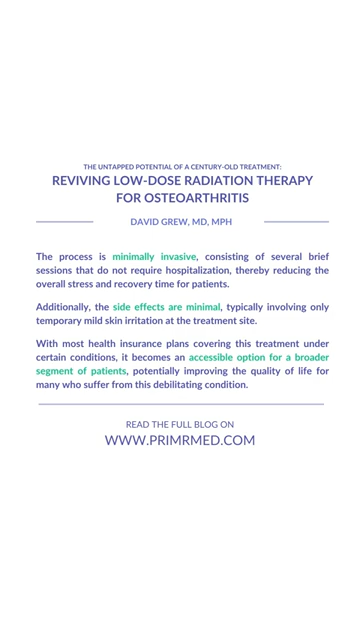 THE UNTAPPED POTENTIAL OF A CENTURY-OLD TREATMENT:
REVIVING LOW-DOSE RADIATION THERAPY
FOR OSTEOARTHRITIS
DAVID GREW, MD, MPH
The process is minimally invasive, consisting of several brief
sessions that do not require hospitalization, thereby reducing the
overall stress and recovery time for patients.
Additionally, the side effects are minimal, typically involving only
temporary mild skin irritation at the treatment site.
With most health insurance plans covering this treatment under
certain conditions, it becomes an accessible option for a broader
segment of patients, potentially improving the quality of life for
many who suffer from this debilitating condition.
READ THE FULL BLOG ON
WWW.PRIMRMED.COM